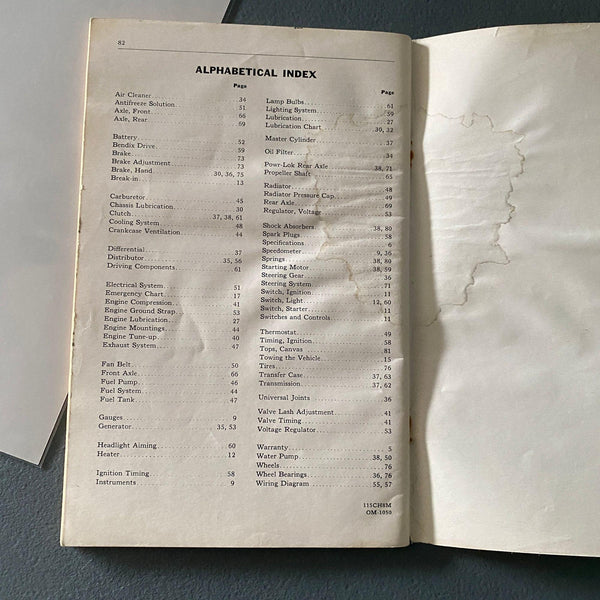 82
ALPHABETICAL INDEX
Page
Air Cleaner 34
Antifreeze Solution 51
Axle, Front 66
Axle, Rear 69
Battery 52
Bendix Drive 59
Brake 73
Brake Adjustment 73
Brake, Hand 30, 36, 75
Break-in 13
Carburetor 45
Chassis Lubrication 30
Clutch 37, 38, 61
Cooling System 48
Crankcase Ventilation 44
Differential 37
Distributor 35, 56
Driving Components 61
Electrical System 51
Emergency Chart 17
Engine Compression 41
Engine Ground Strap 53
Engine Lubrication 27
Engine Mountings 44
Engine Tune-up 40
Exhaust System 47
Fan Belt 50
Front Axle 66
Fuel Pump 46
Fuel System 44
Fuel Tank 47
Gauges 9
Generator 35, 53
Headlight Aiming 60
Heater 12
Ignition Timing 58
Instruments 9
Page
Lamp Bulbs 61
Lighting System 59
Lubrication 27
Lubrication Chart 30, 32
Master Cylinder 37
Oil Filter 34
Powr-Lok Rear Axle 38, 71
Propeller Shaft 65
Radiator 48
Radiator Pressure Cap 49
Rear Axle 69
Regulator, Voltage 53
Shock Absorbers 38, 80
Spark Plugs 58
Specifications 6
Speedometer 9, 36
Springs 38, 80
Starting Motor 38, 59
Steering Gear 36
Steering System 71
Switch, Ignition 11
Switch, Light 12, 60
Switch, Starter 11
Switches and Controls 11
Thermostat 49
Timing, Ignition 58
Tops, Canvas 81
Towing the Vehicle 15
Tires 76
Transfer Case 37, 63
Transmission 37, 62
Universal Joints 36
Valve Lash Adjustment 41
Valve Timing 41
Voltage Regulator 53
Warranty 5
Water Pump 38, 50
Wheels 76
Wheel Bearings 36, 76
Wiring Diagram 55, 57
115CH8M
OM-1050